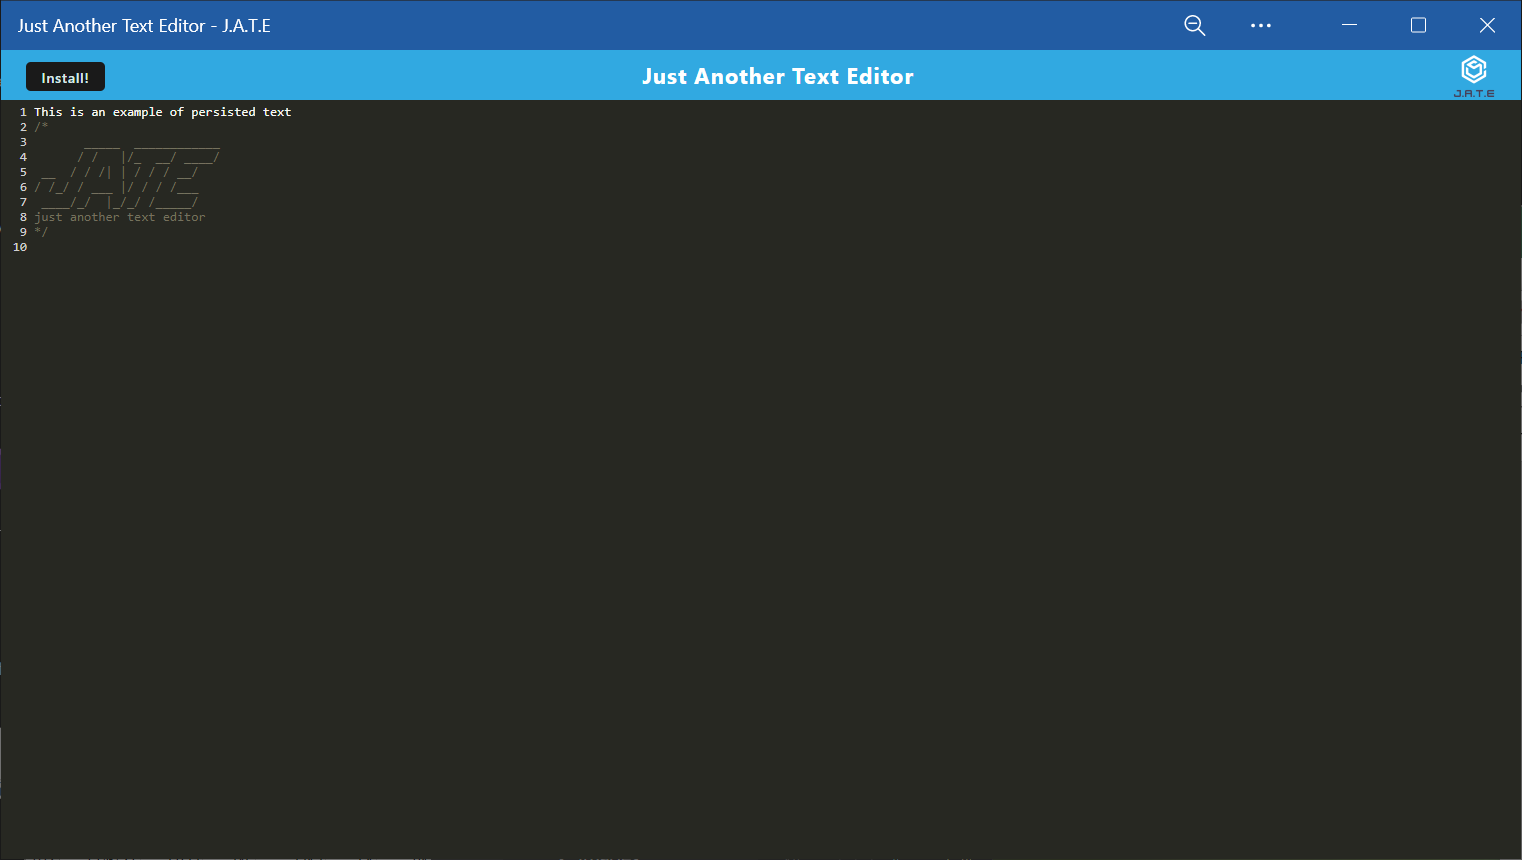 Just Another Text Editor - J.A.T.E
Install!
Just Another Text Editor
J.A.T.E
1 This is an example of persisted text
2 /*
3        _____  ____________
4       / /   |/_  __/ ____/
5  __  / / /| | / / / __/
6 / /_/ / ___ |/ / / /___
7  ____/_/  |_/_/ /_____/
8 just another text editor
9 */
10